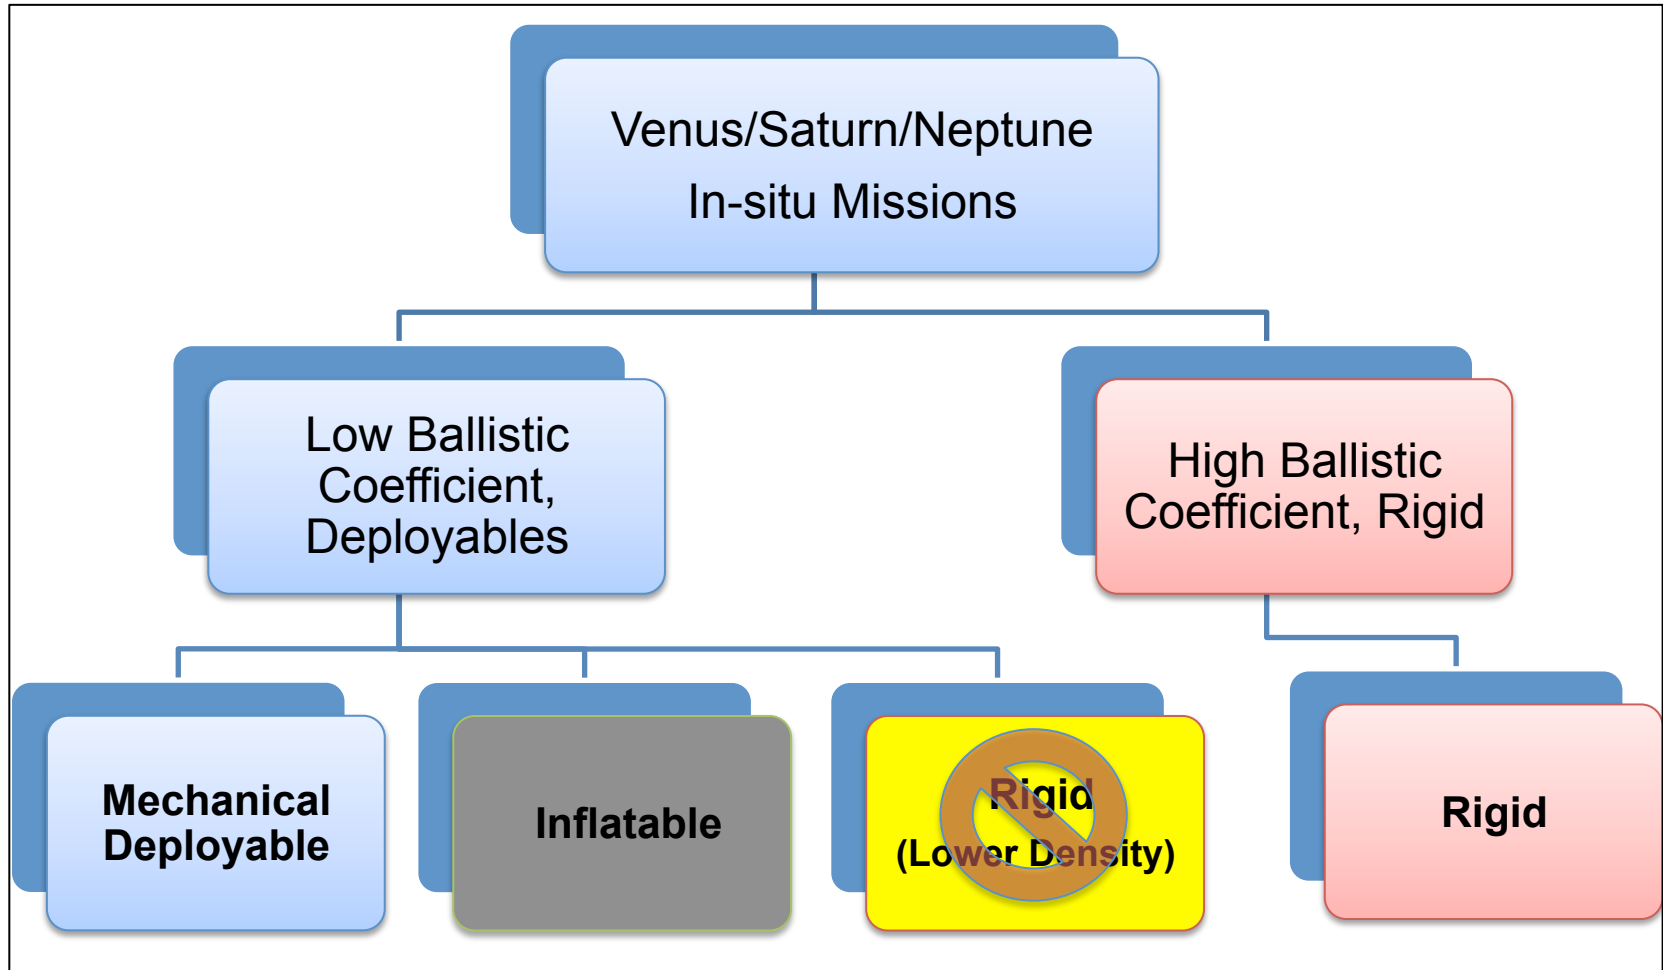 Venus/Saturn/Neptune
In-situ Missions
Low Ballistic
Coefficient,
Deployables
High Ballistic
Coefficient, Rigid
Mechanical
Deployable
Inflatable
Rigid
(Lower Density)
Rigid